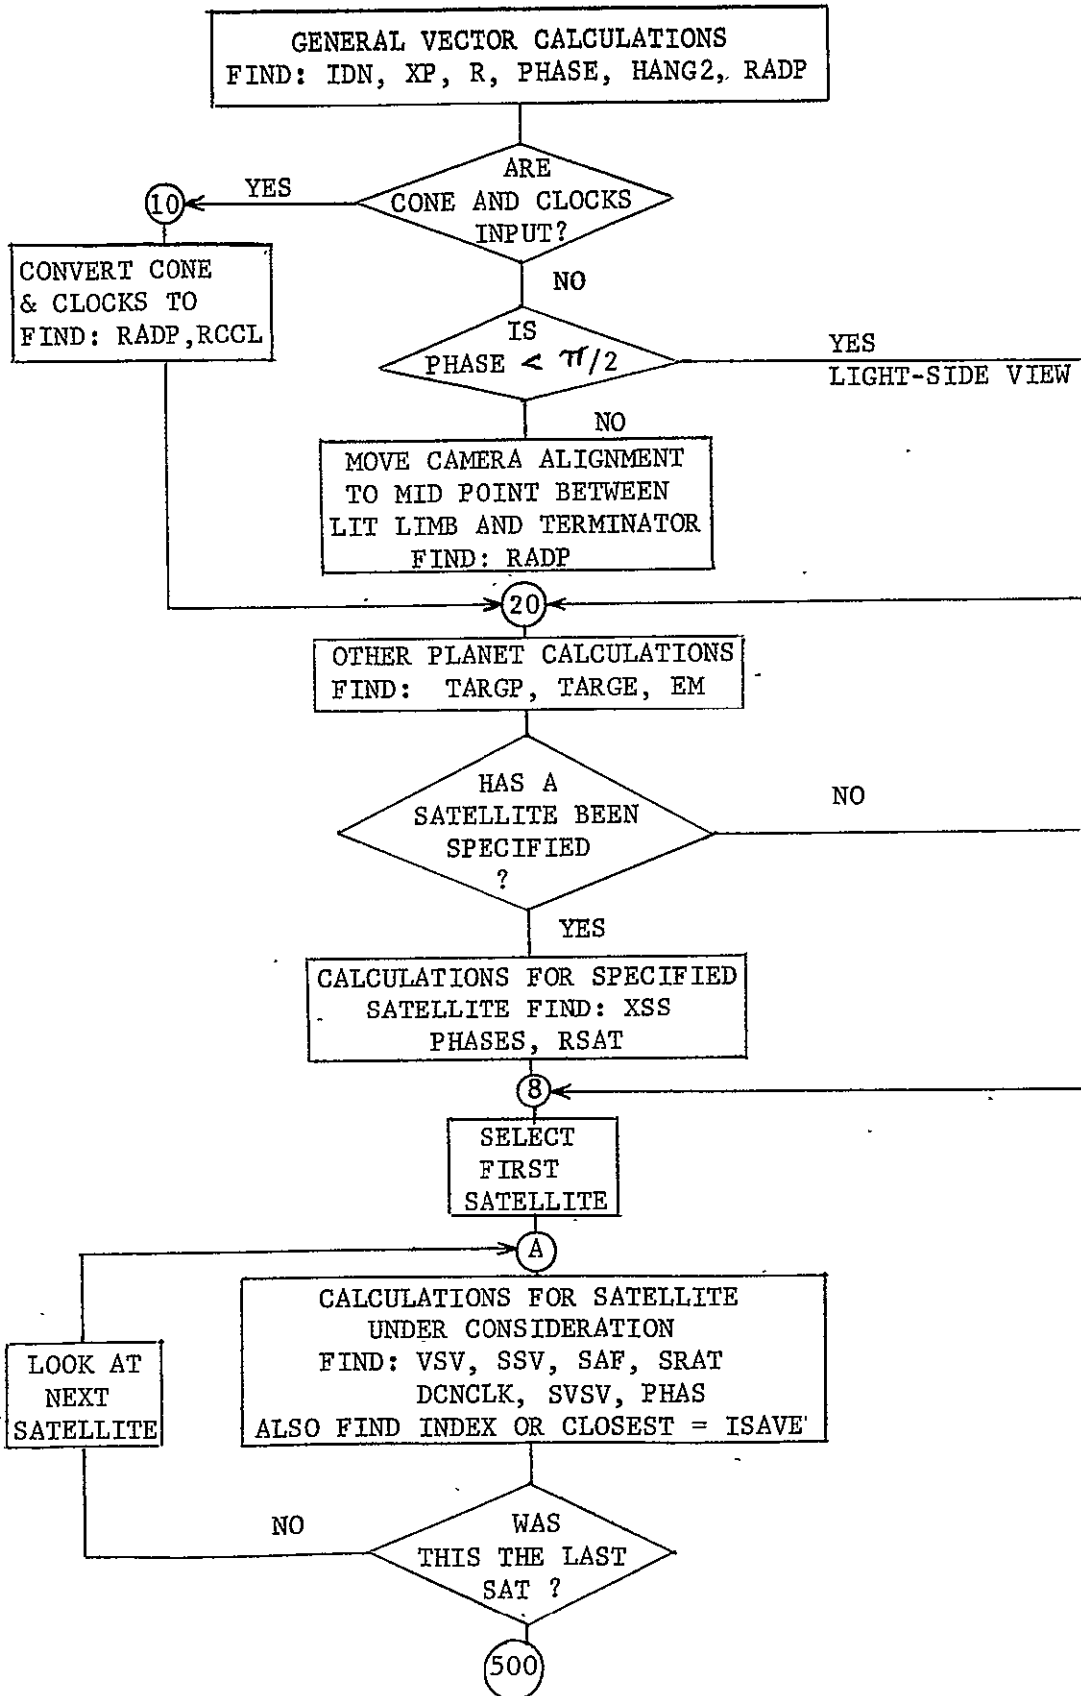 GENERAL VECTOR CALCULATIONS
FIND: IDN, XP, R, PHASE, HANG2, RADP
ARE
CONE AND CLOCKS
INPUT?
YES
10
CONVERT CONE
& CLOCKS TO
FIND: RADP,RCCL
NO
IS
PHASE < π/2
YES
LIGHT-SIDE VIEW
NO
MOVE CAMERA ALIGNMENT
TO MID POINT BETWEEN
LIT LIMB AND TERMINATOR
FIND: RADP
20
OTHER PLANET CALCULATIONS
FIND: TARGP, TARGE, EM
HAS A
SATELLITE BEEN
SPECIFIED
?
NO
YES
CALCULATIONS FOR SPECIFIED
SATELLITE FIND: XSS
PHASES, RSAT
8
SELECT
FIRST
SATELLITE
A
CALCULATIONS FOR SATELLITE
UNDER CONSIDERATION
FIND: VSV, SSV, SAF, SRAT
DCNCLK, SVSV, PHAS
ALSO FIND INDEX OR CLOSEST = ISAVE
LOOK AT
NEXT
SATELLITE
NO
WAS
THIS THE LAST
SAT ?
500